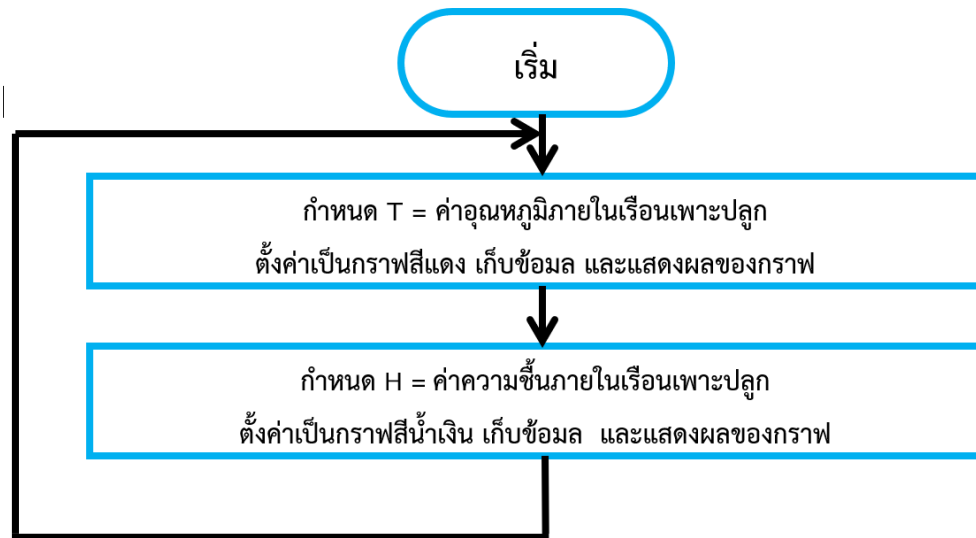 เริ่ม
กำหนด T = ค่าอุณหภูมิภายในเรือนเพาะปลูก
ตั้งค่าเป็นกราฟสีแดง เก็บข้อมล และแสดงผลของกราฟ
กำหนด H = ค่าความชื้นภายในเรือนเพาะปลูก
ตั้งค่าเป็นกราฟสีน้ำเงิน เก็บข้อมล และแสดงผลของกราฟ